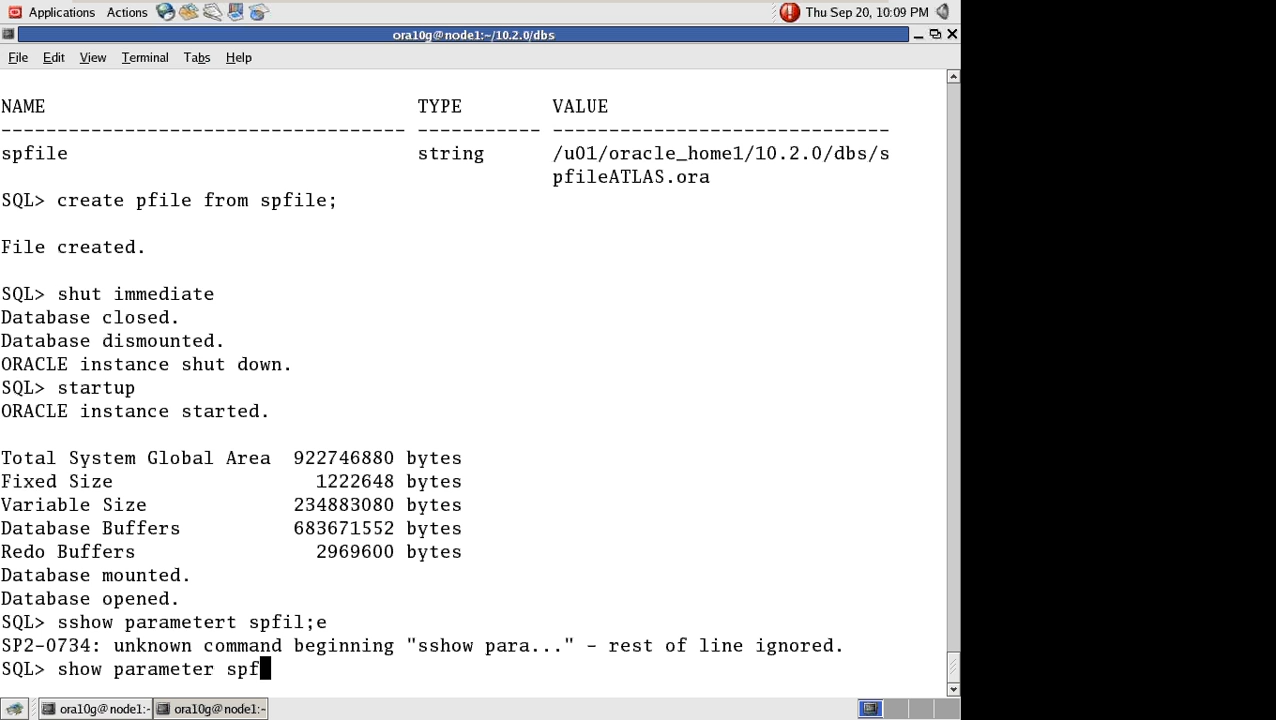 Applications Actions Thu Sep 20, 10:09 PM
ora10g@node1:~/10.2.0/dbs
File Edit View Terminal Tabs Help
NAME TYPE VALUE
------------------------------------ ----------- ------------------------------
spfile string /u01/oracle_home1/10.2.0/dbs/s
pfileATLAS.ora
SQL> create pfile from spfile;
File created.
SQL> shut immediate
Database closed.
Database dismounted.
ORACLE instance shut down.
SQL> startup
ORACLE instance started.
Total System Global Area 922746880 bytes
Fixed Size 1222648 bytes
Variable Size 234883080 bytes
Database Buffers 683671552 bytes
Redo Buffers 2969600 bytes
Database mounted.
Database opened.
SQL> sshow parametert spfil;e
SP2-0734: unknown command beginning "sshow para..." - rest of line ignored.
SQL> show parameter spf
ora10g@node1:- ora10g@node1:-